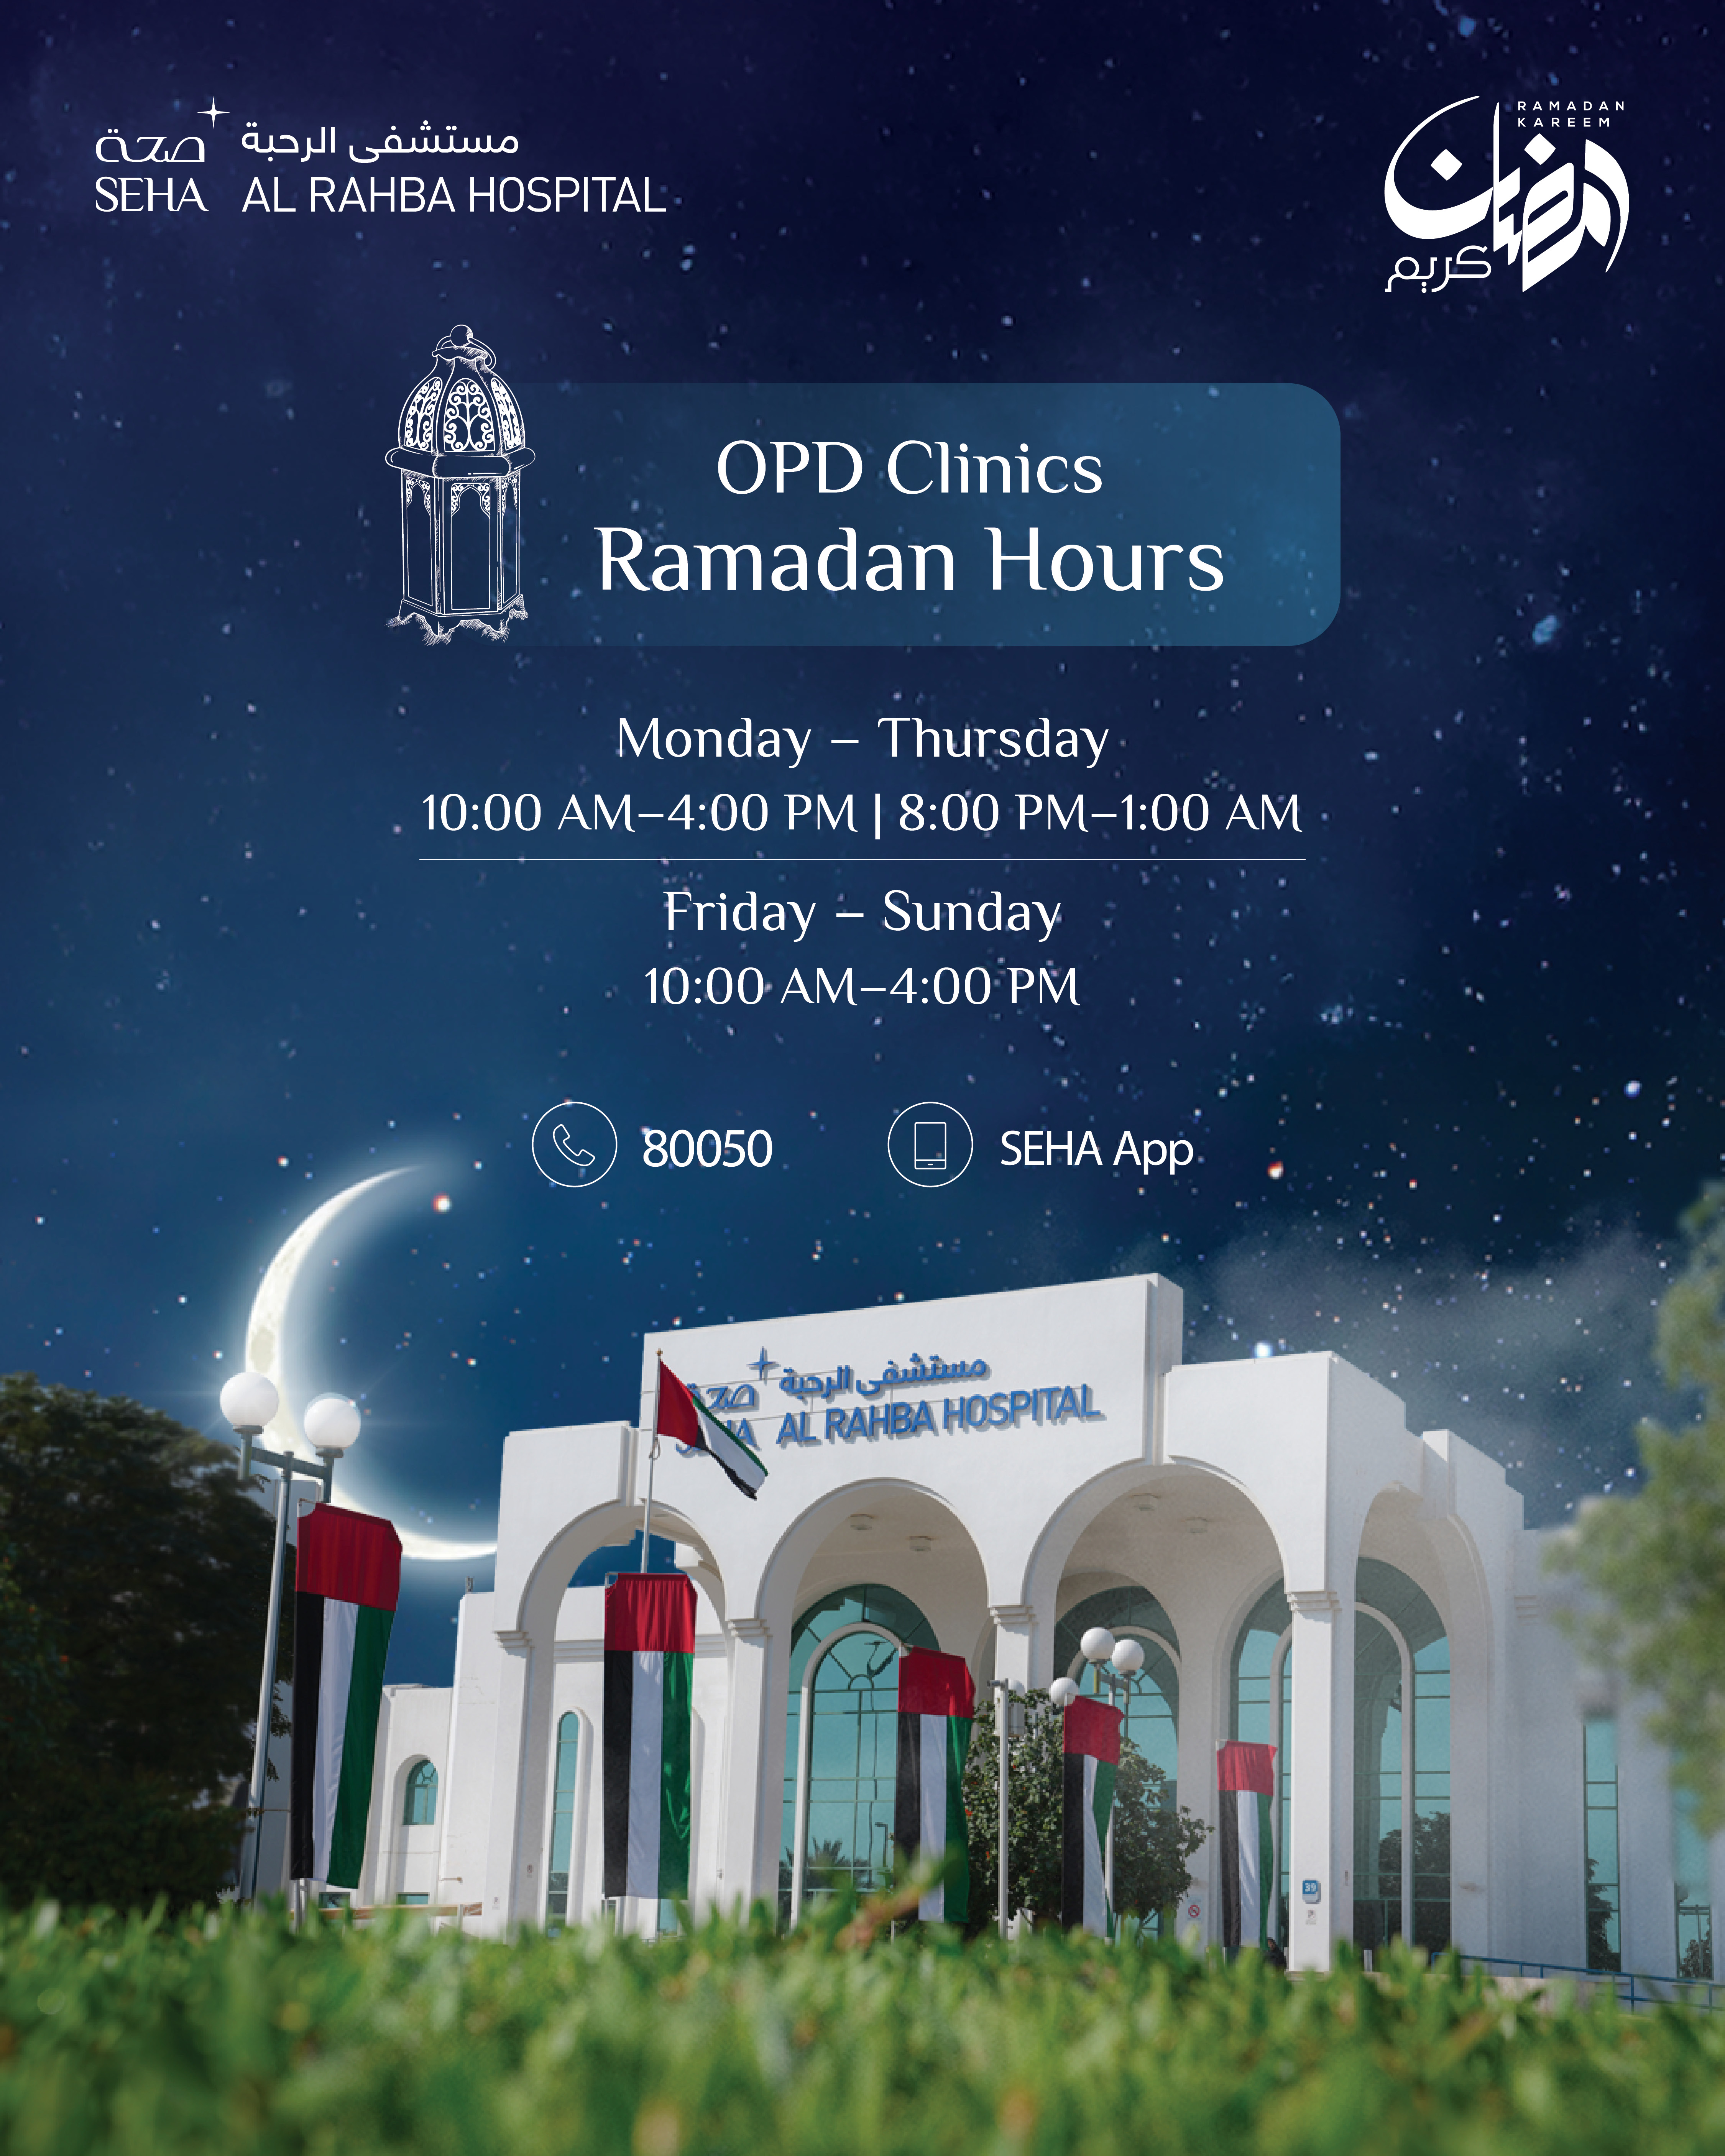 صحة
SEHA
مستشفى الرحبة
AL RAHBA HOSPITAL
RAMADAN
KAREEM
رمضان
كريم
OPD Clinics
Ramadan Hours
Monday – Thursday
10:00 AM–4:00 PM | 8:00 PM–1:00 AM
Friday – Sunday
10:00 AM–4:00 PM
80050
SEHA App
مستشفى الرحبة
AL RAHBA HOSPITAL
39